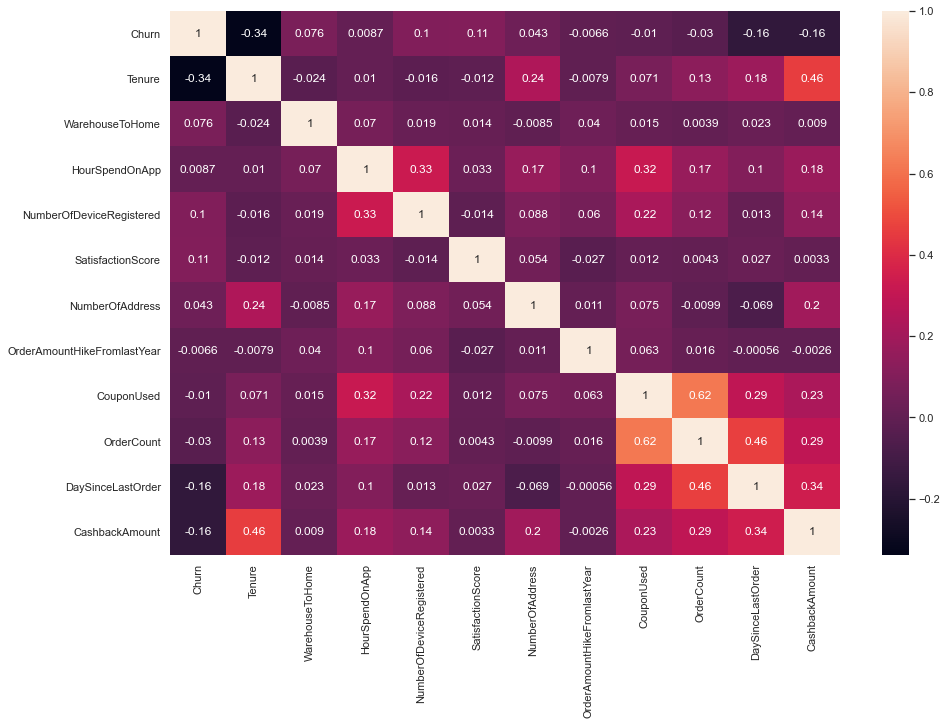 Churn 1 -0.34 0.076 0.0087 0.1 0.11 0.043 -0.0066 -0.01 -0.03 -0.16 -0.16
Tenure -0.34 1 -0.024 0.01 -0.016 -0.012 0.24 -0.0079 0.071 0.13 0.18 0.46
WarehouseToHome 0.076 -0.024 1 0.07 0.019 0.014 -0.0085 0.04 0.015 0.0039 0.023 0.009
HourSpendOnApp 0.0087 0.01 0.07 1 0.33 0.033 0.17 0.1 0.32 0.17 0.1 0.18
NumberOfDeviceRegistered 0.1 -0.016 0.019 0.33 1 -0.014 0.088 0.06 0.22 0.12 0.013 0.14
SatisfactionScore 0.11 -0.012 0.014 0.033 -0.014 1 0.054 -0.027 0.012 0.0043 0.027 0.0033
NumberOfAddress 0.043 0.24 -0.0085 0.17 0.088 0.054 1 0.011 0.075 -0.0099 -0.069 0.2
OrderAmountHikeFromlastYear -0.0066 -0.0079 0.04 0.1 0.06 -0.027 0.011 1 0.063 0.016 -0.00056 -0.0026
CouponUsed -0.01 0.071 0.015 0.32 0.22 0.012 0.075 0.063 1 0.62 0.29 0.23
OrderCount -0.03 0.13 0.0039 0.17 0.12 0.0043 -0.0099 0.016 0.62 1 0.46 0.29
DaySinceLastOrder -0.16 0.18 0.023 0.1 0.013 0.027 -0.069 -0.00056 0.29 0.46 1 0.34
CashbackAmount -0.16 0.46 0.009 0.18 0.14 0.0033 0.2 -0.0026 0.23 0.29 0.34 1
Churn
Tenure
WarehouseToHome
HourSpendOnApp
NumberOfDeviceRegistered
SatisfactionScore
NumberOfAddress
OrderAmountHikeFromlastYear
CouponUsed
OrderCount
DaySinceLastOrder
CashbackAmount
1.0
0.8
0.6
0.4
0.2
0.0
-0.2